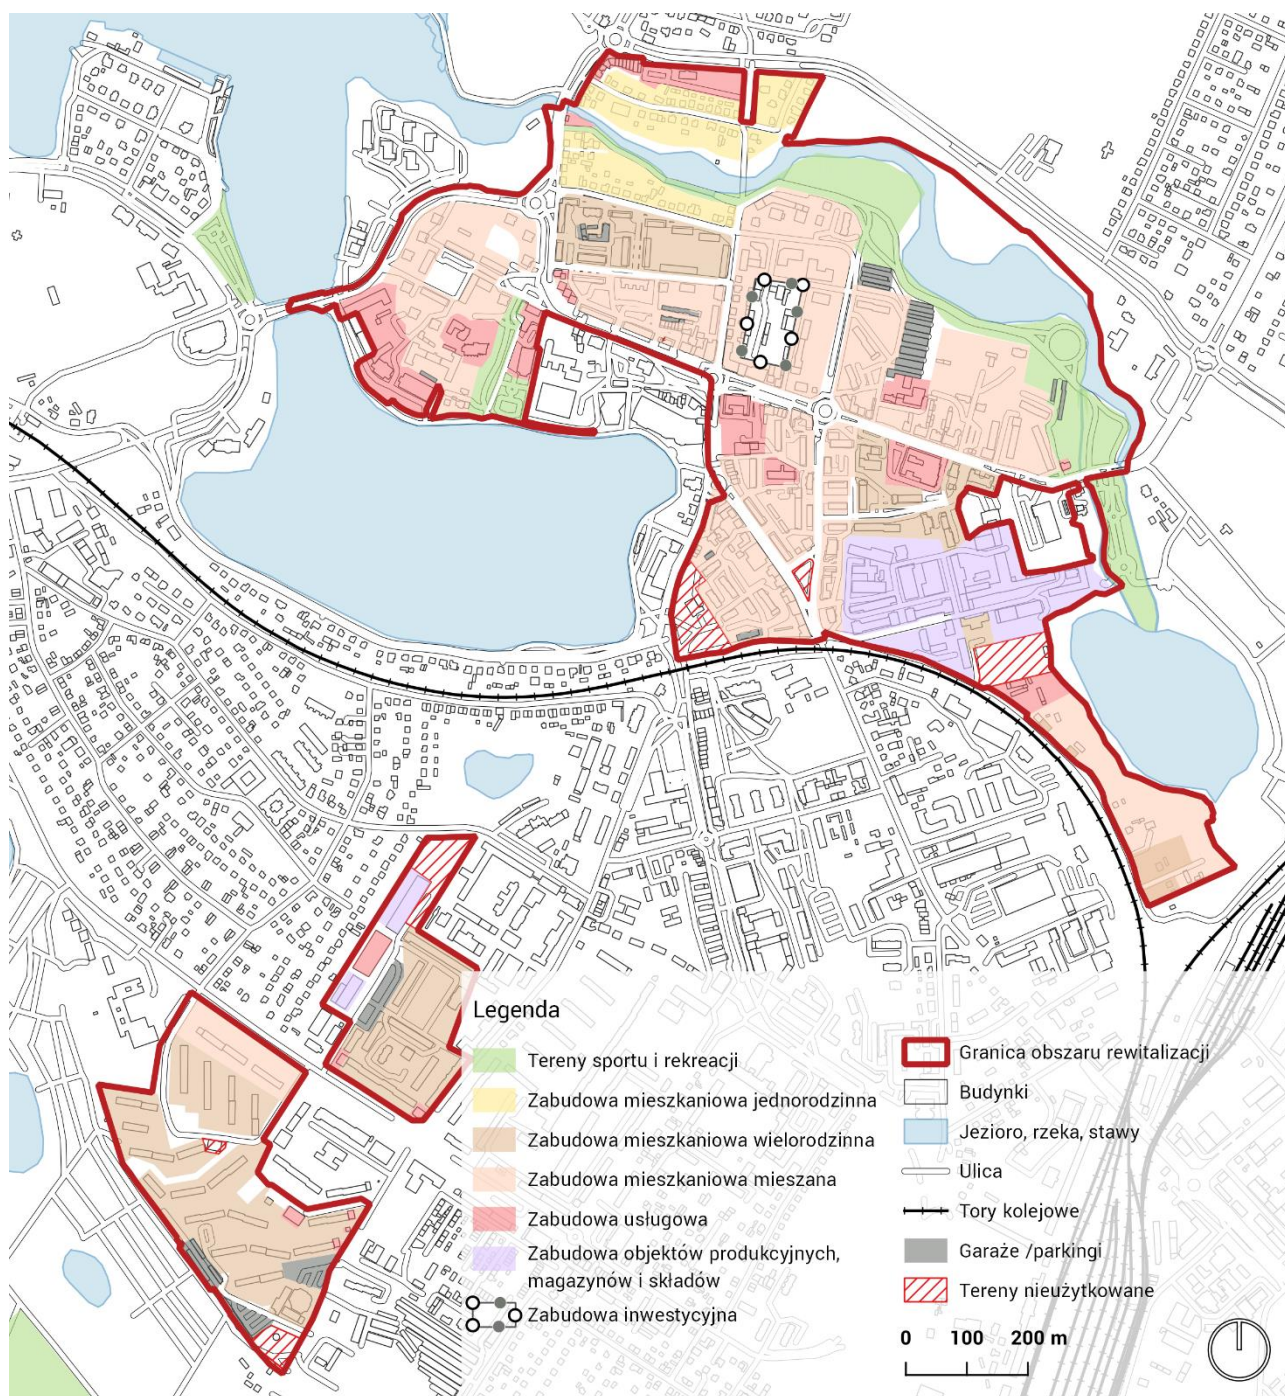 Legenda
Tereny sportu i rekreacji
Zabudowa mieszkaniowa jednorodzinna
Zabudowa mieszkaniowa wielorodzinna
Zabudowa mieszkaniowa mieszana
Zabudowa usługowa
Zabudowa objektów produkcyjnych,
magazynów i składów
Zabudowa inwestycyjna
Granica obszaru rewitalizacji
Budynki
Jezioro, rzeka, stawy
Ulica
Tory kolejowe
Garaże /parkingi
Tereny nieużytkowane
0 100 200 m